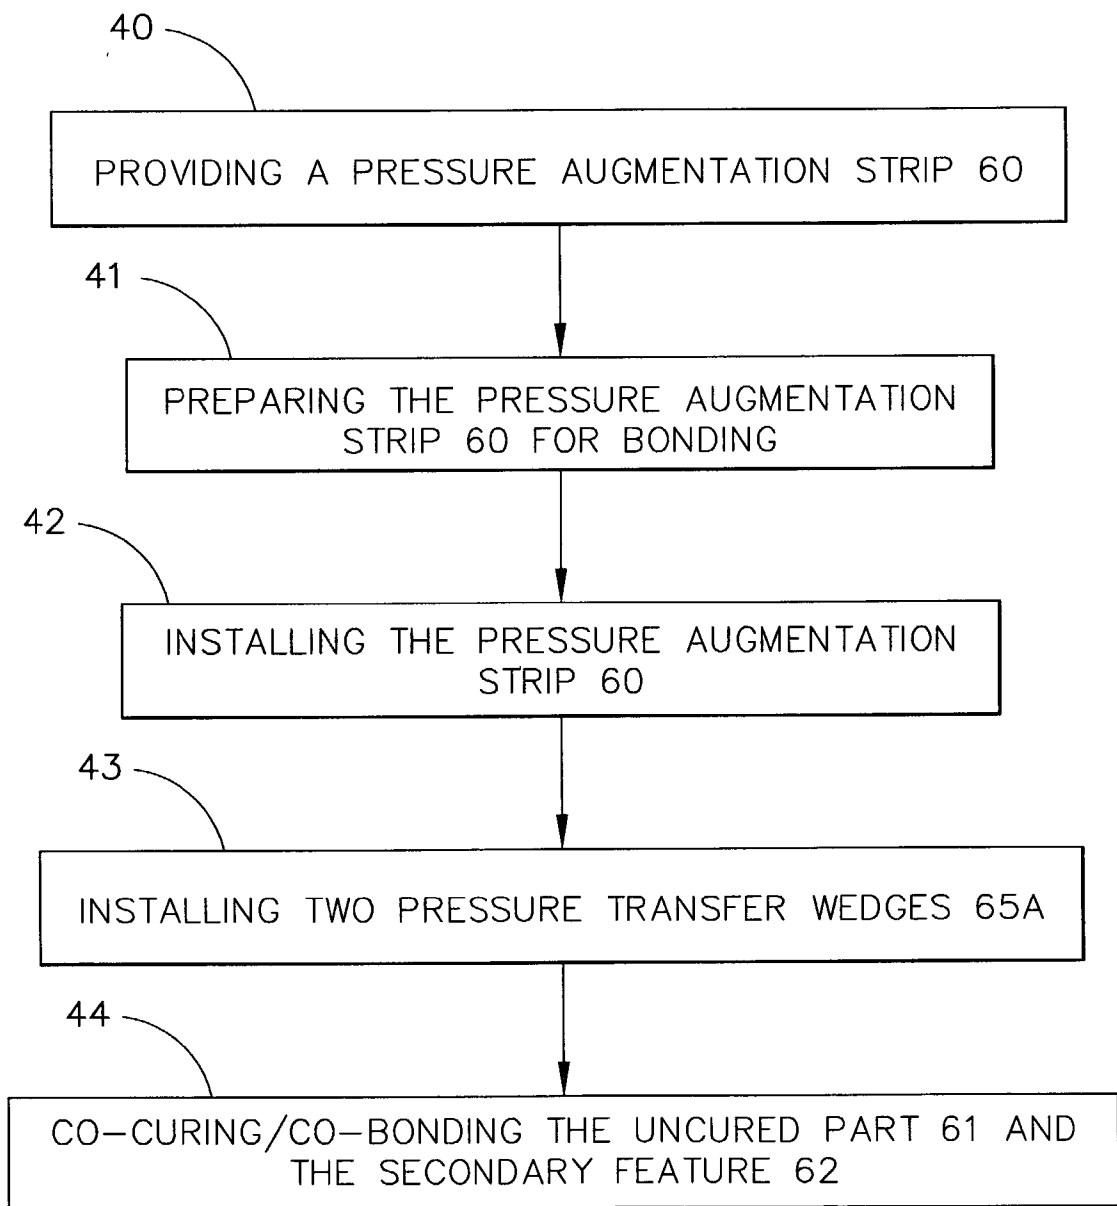 40
PROVIDING A PRESSURE AUGMENTATION STRIP 60
41
PREPARING THE PRESSURE AUGMENTATION
STRIP 60 FOR BONDING
42
INSTALLING THE PRESSURE AUGMENTATION
STRIP 60
43
INSTALLING TWO PRESSURE TRANSFER WEDGES 65A
44
CO-CURING/CO-BONDING THE UNCURED PART 61 AND
THE SECONDARY FEATURE 62